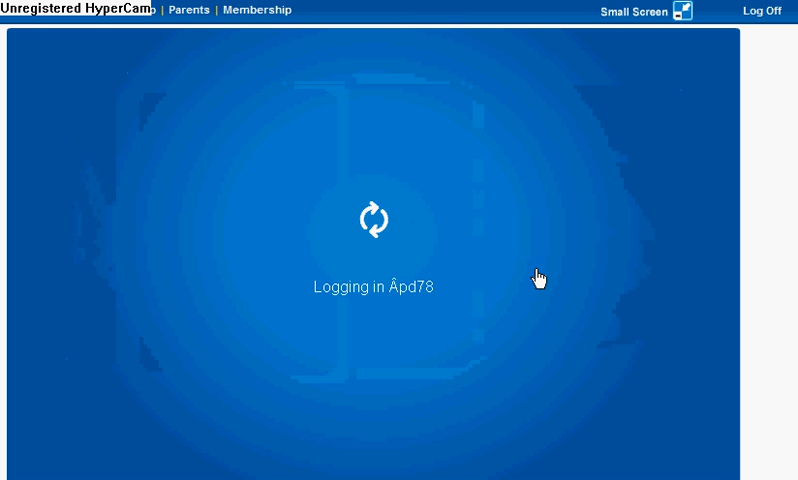 Unregistered HyperCam
| Parents | Membership
Small Screen
Log Off
Logging in Âpd78